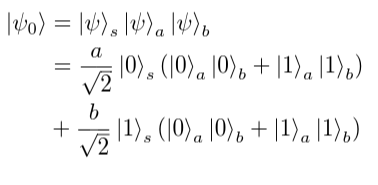 |ψ₀⟩ = |ψ⟩ₛ |ψ⟩ₐ |ψ⟩_b
= a/√2 |0⟩ₛ (|0⟩ₐ |0⟩_b + |1⟩ₐ |1⟩_b)
+ b/√2 |1⟩ₛ (|0⟩ₐ |0⟩_b + |1⟩ₐ |1⟩_b)